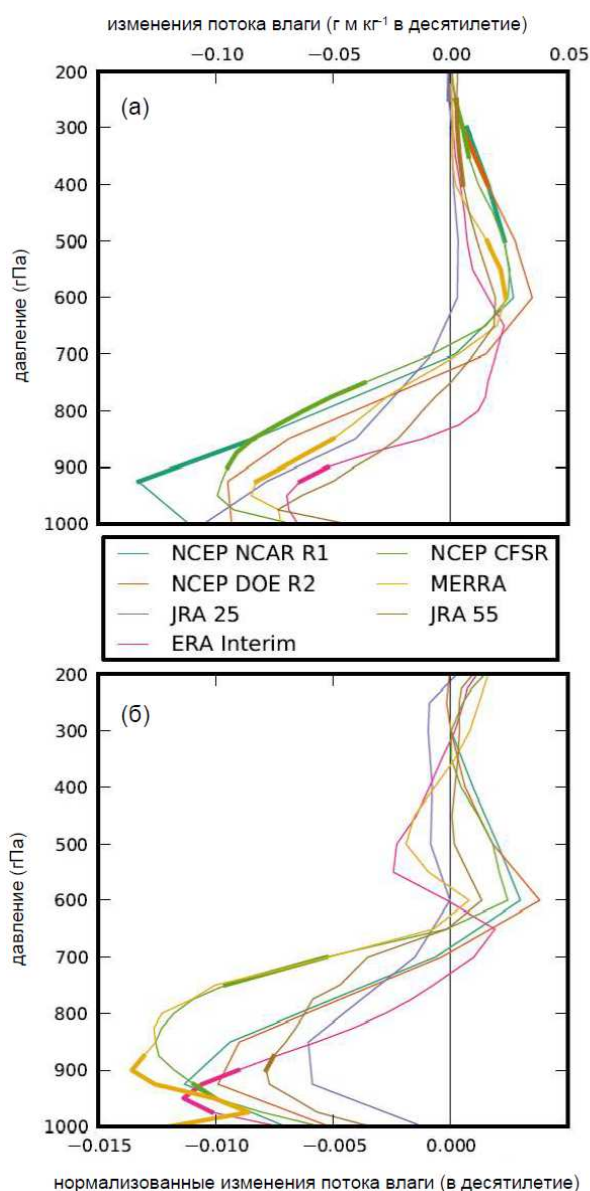 изменения потока влаги (г м кг⁻¹ в десятилетие)
−0.10 −0.05 0.00 0.05
(а)
200
300
400
500
600
700
800
900
1000
давление (гПа)
NCEP NCAR R1
NCEP DOE R2
JRA 25
ERA Interim
NCEP CFSR
MERRA
JRA 55
(б)
200
300
400
500
600
700
800
900
1000
давление (гПа)
−0.015 −0.010 −0.005 0.000
нормализованные изменения потока влаги (в десятилетие)